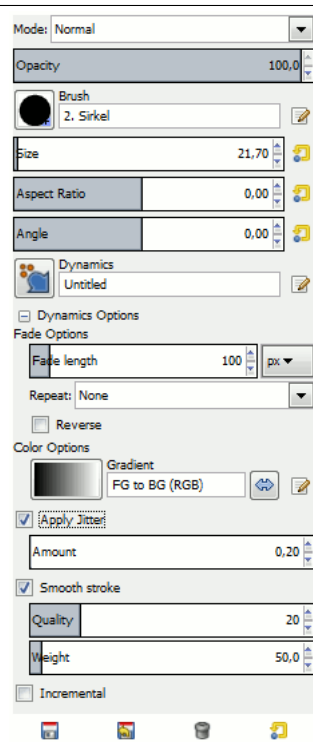 Mode: Normal
Opacity 100,0
Brush
2. Sirkel
Size 21,70
Aspect Ratio 0,00
Angle 0,00
Dynamics
Untitled
Dynamics Options
Fade Options
Fade length 100 px
Repeat: None
Reverse
Color Options
Gradient
FG to BG (RGB)
Apply Jitter
Amount 0,20
Smooth stroke
Quality 20
Weight 50,0
Incremental